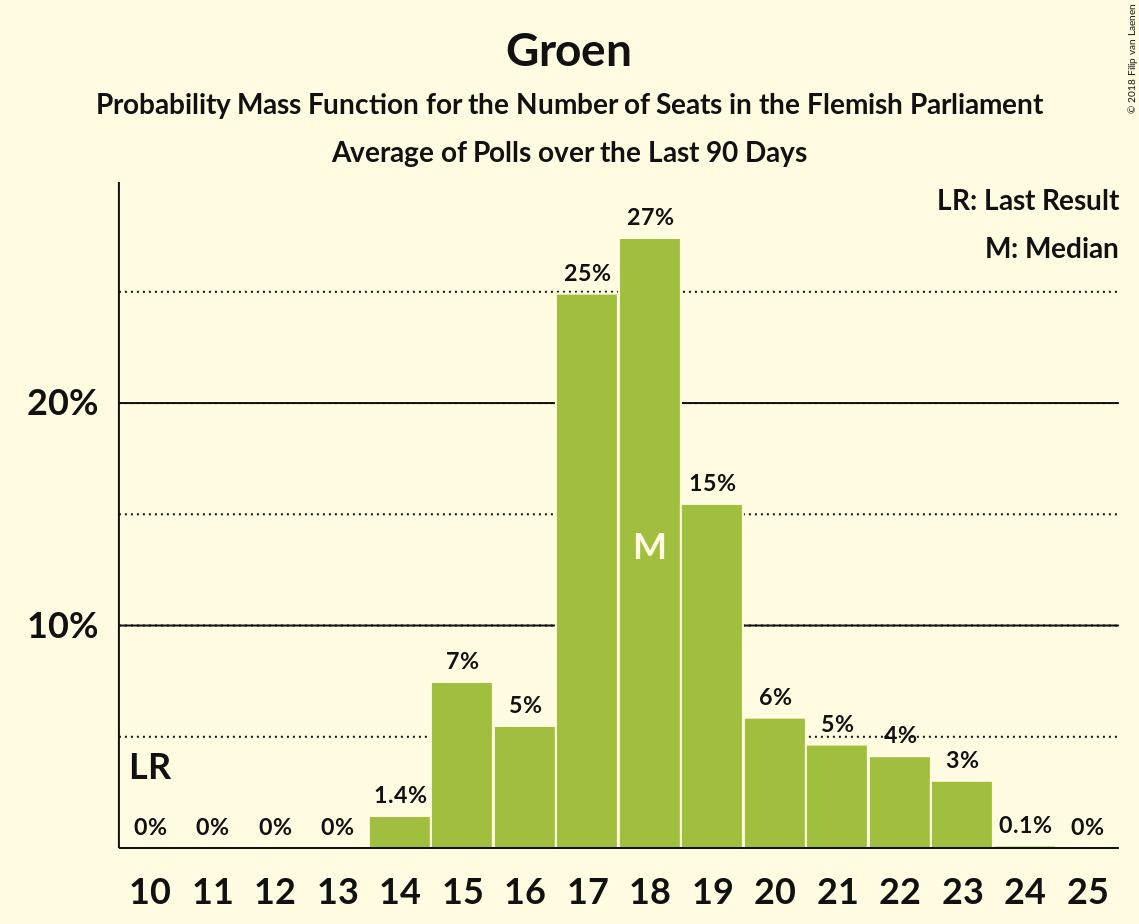 © 2018 Filip van Laenen
Groen
Probability Mass Function for the Number of Seats in the Flemish Parliament
Average of Polls over the Last 90 Days
LR: Last Result
M: Median
20%
10%
0% 0% 0% 0% 1.4% 7% 5% 25% 27% 15% 6% 5% 4% 3% 0.1% 0%
LR
M
10 11 12 13 14 15 16 17 18 19 20 21 22 23 24 25